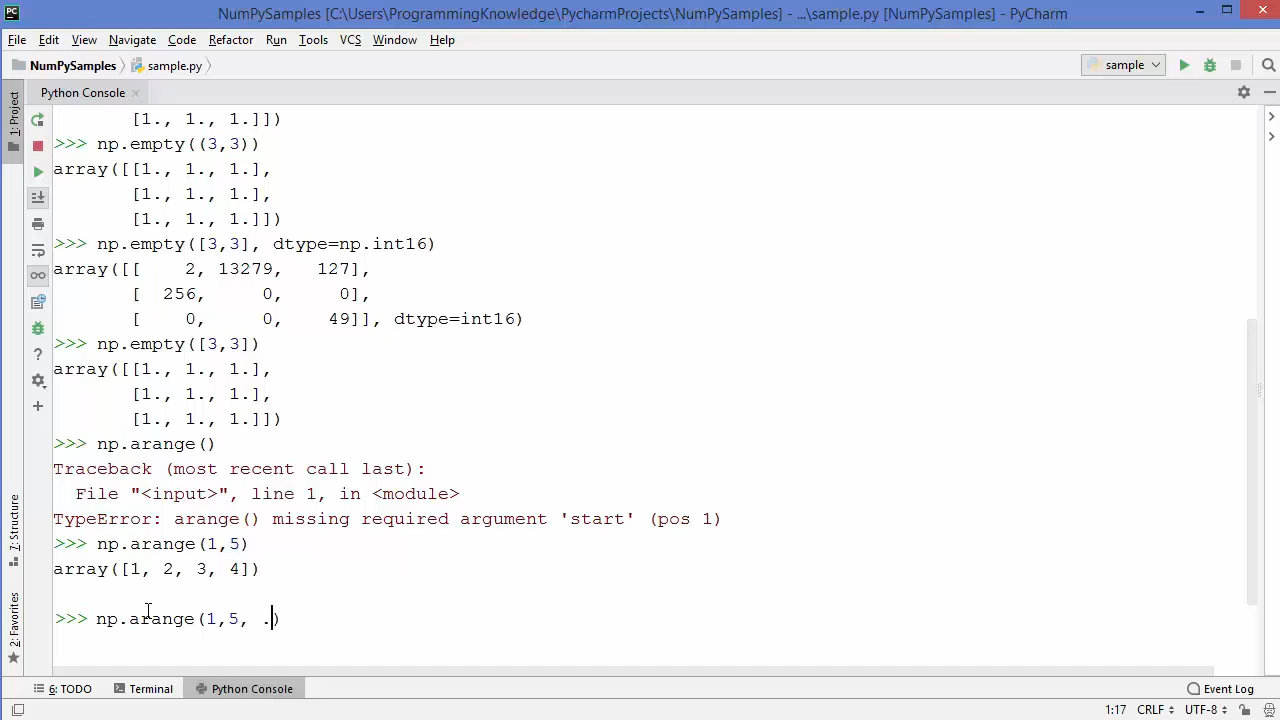 NumPySamples [C:\Users\ProgrammingKnowledge\PycharmProjects\NumPySamples] - ...\sample.py [NumPySamples] - PyCharm
File Edit View Navigate Code Refactor Run Tools VCS Window Help
NumPySamples sample.py sample
Python Console
1: Project
[1., 1., 1.]])
>>> np.empty((3,3))
array([[1., 1., 1.],
[1., 1., 1.],
[1., 1., 1.]])
>>> np.empty([3,3], dtype=np.int16)
array([[    2, 13279,   127],
[  256,     0,     0],
[    0,     0,    49]], dtype=int16)
>>> np.empty([3,3])
array([[1., 1., 1.],
[1., 1., 1.],
[1., 1., 1.]])
>>> np.arange()
Traceback (most recent call last):
File "<input>", line 1, in <module>
TypeError: arange() missing required argument 'start' (pos 1)
>>> np.arange(1,5)
array([1, 2, 3, 4])
>>> np.arange(1,5, .)
7: Structure
2: Favorites
6: TODO Terminal Python Console Event Log
1:17 CRLF UTF-8